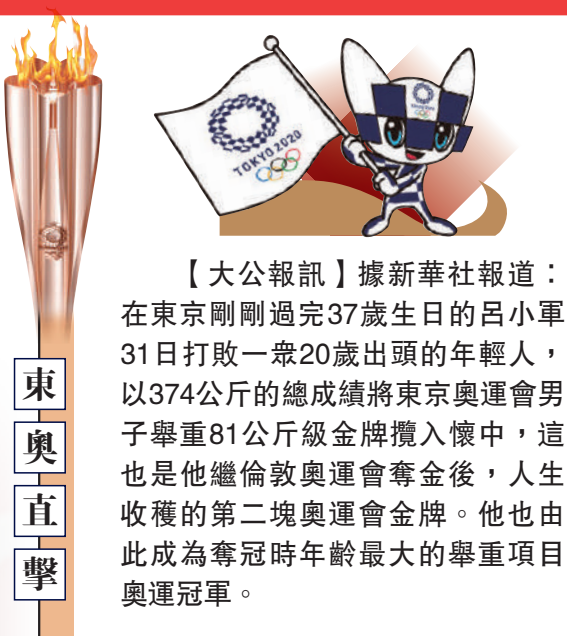 TOKYO 2020
【大公報訊】據新華社報道：
在東京剛剛過完37歲生日的呂小軍
31日打敗一衆20歲出頭的年輕人，
以374公斤的總成績將東京奧運會男
子舉重81公斤級金牌攬入懷中，這
也是他繼倫敦奧運會奪金後，人生
收穫的第二塊奧運會金牌。他也由
此成為奪冠時年齡最大的舉重項目
奧運冠軍。
東
奧
直
擊